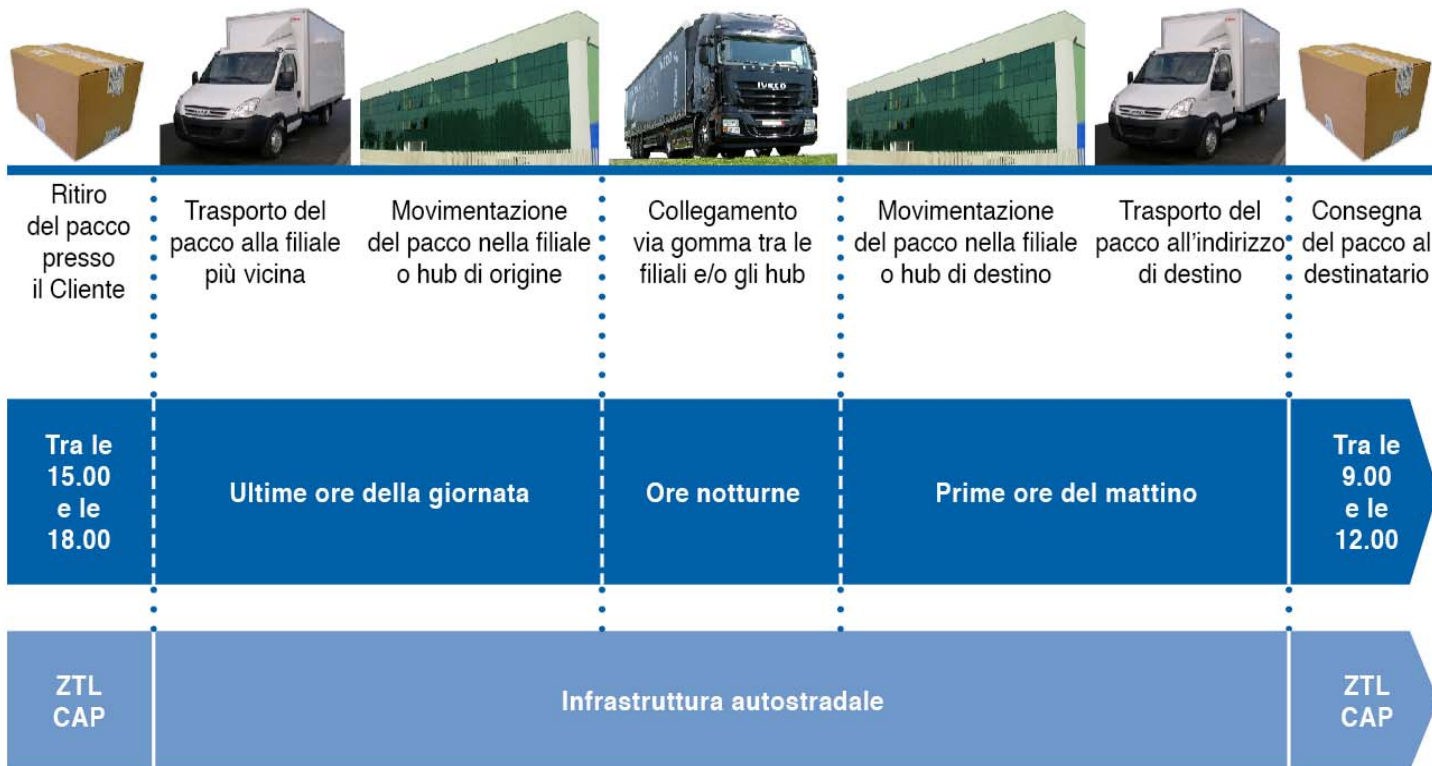 IVECO
Ritiro
del pacco
presso
il Cliente
Trasporto del
pacco alla filiale
più vicina
Movimentazione
del pacco nella filiale
o hub di origine
Collegamento
via gomma tra le
filiali e/o gli hub
Movimentazione
del pacco nella filiale
o hub di destino
Trasporto del
pacco all'indirizzo
di destino
Consegna
del pacco al
destinatario
Tra le
15.00
e le
18.00
Ultime ore della giornata
Ore notturne
Prime ore del mattino
Tra le
9.00
e le
12.00
ZTL
CAP
Infrastruttura autostradale
ZTL
CAP